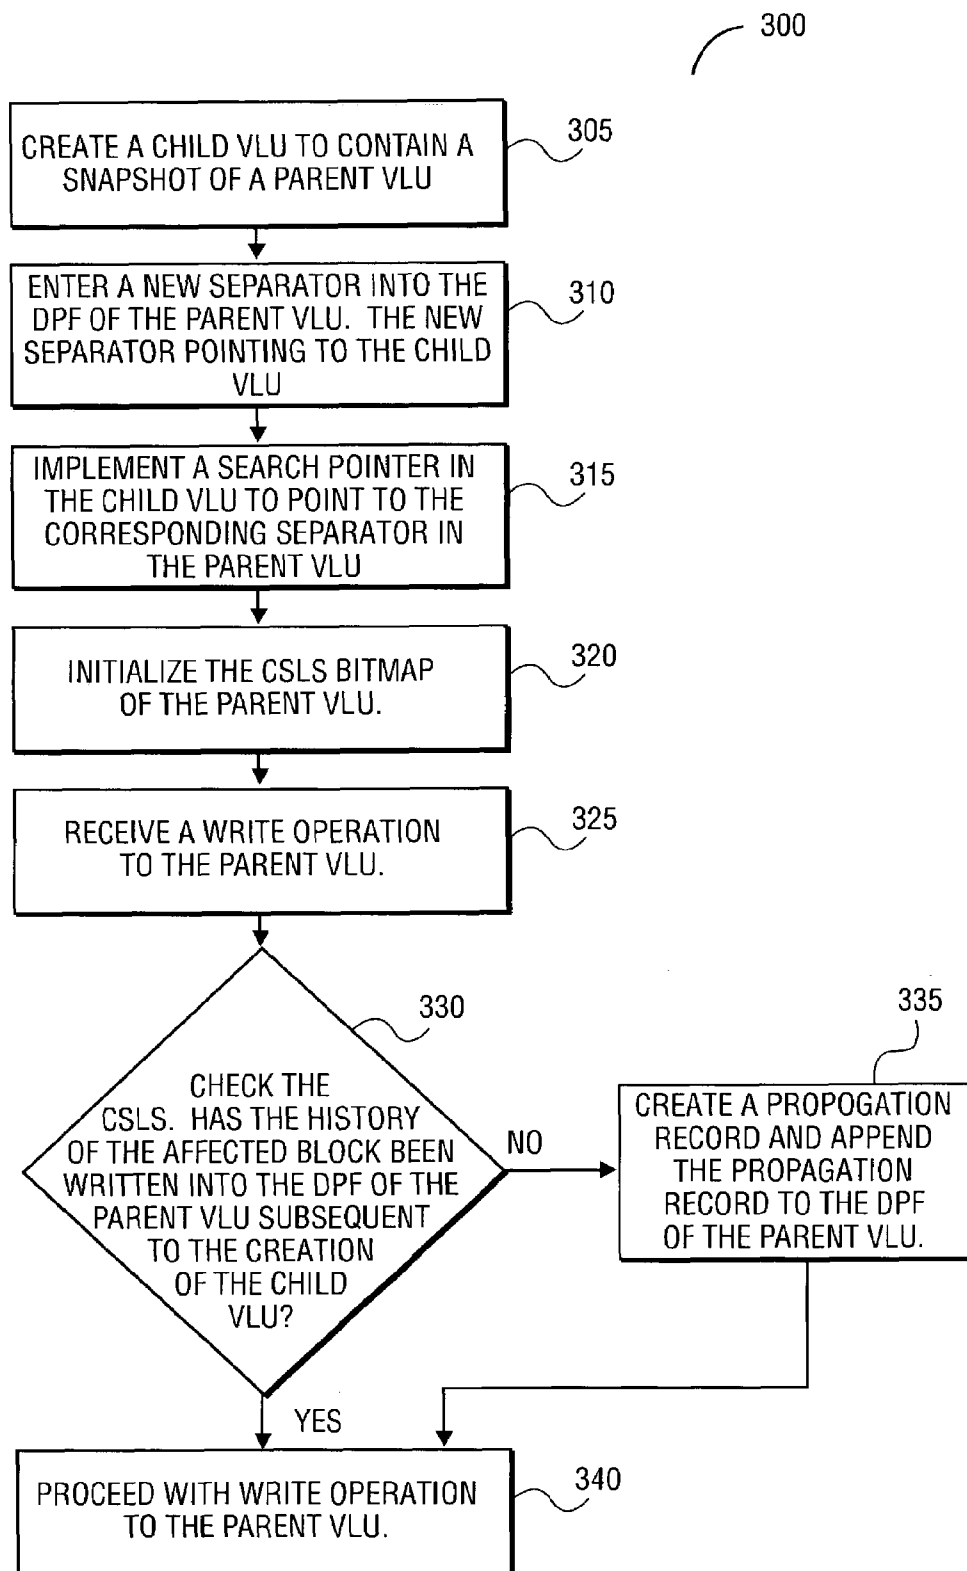 300
CREATE A CHILD VLU TO CONTAIN A
SNAPSHOT OF A PARENT VLU
305
ENTER A NEW SEPARATOR INTO THE
DPF OF THE PARENT VLU. THE NEW
SEPARATOR POINTING TO THE CHILD
VLU
310
IMPLEMENT A SEARCH POINTER IN
THE CHILD VLU TO POINT TO THE
CORRESPONDING SEPARATOR IN
THE PARENT VLU
315
INITIALIZE THE CSLS BITMAP
OF THE PARENT VLU.
320
RECEIVE A WRITE OPERATION
TO THE PARENT VLU.
325
CHECK THE
CSLS. HAS THE HISTORY
OF THE AFFECTED BLOCK BEEN
WRITTEN INTO THE DPF OF THE
PARENT VLU SUBSEQUENT
TO THE CREATION
OF THE CHILD
VLU?
330
NO
335
CREATE A PROPOGATION
RECORD AND APPEND
THE PROPAGATION
RECORD TO THE DPF
OF THE PARENT VLU.
YES
PROCEED WITH WRITE OPERATION
TO THE PARENT VLU.
340